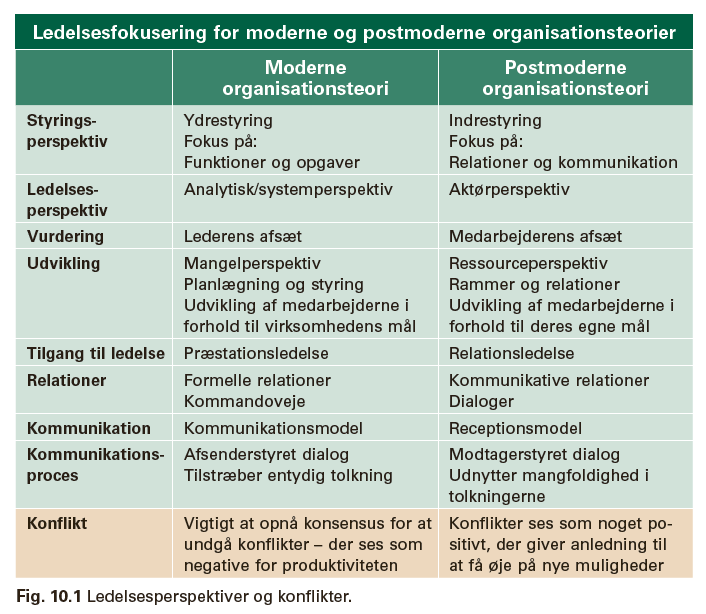 Ledelsesfokusering for moderne og postmoderne organisationsteorier
Moderne
organisationsteori
Postmoderne
organisationsteori
Styrings-
perspektiv
Ydrestyring
Fokus på:
Funktioner og opgaver
Indrestyring
Fokus på:
Relationer og kommunikation
Ledelses-
perspektiv
Analytisk/systemperspektiv
Aktørperspektiv
Vurdering
Lederens afsæt
Medarbejderens afsæt
Udvikling
Mangelperspektiv
Planlægning og styring
Udvikling af medarbejderne i
forhold til virksomhedens mål
Ressourceperspektiv
Rammer og relationer
Udvikling af medarbejderne i
forhold til deres egne mål
Tilgang til ledelse
Præstationsledelse
Relationsledelse
Relationer
Formelle relationer
Kommandoveje
Kommunikative relationer
Dialoger
Kommunikation
Kommunikationsmodel
Receptionsmodel
Kommunikations-
proces
Afsenderstyret dialog
Tilstræber entydig tolkning
Modtagerstyret dialog
Udnytter mangfoldighed i
tolkningerne
Konflikt
Vigtigt at opnå konsensus for at
undgå konflikter – der ses som
negative for produktiviteten
Konflikter ses som noget po-
sitivt, der giver anledning til
at få øje på nye muligheder
Fig. 10.1 Ledelsesperspektiver og konflikter.